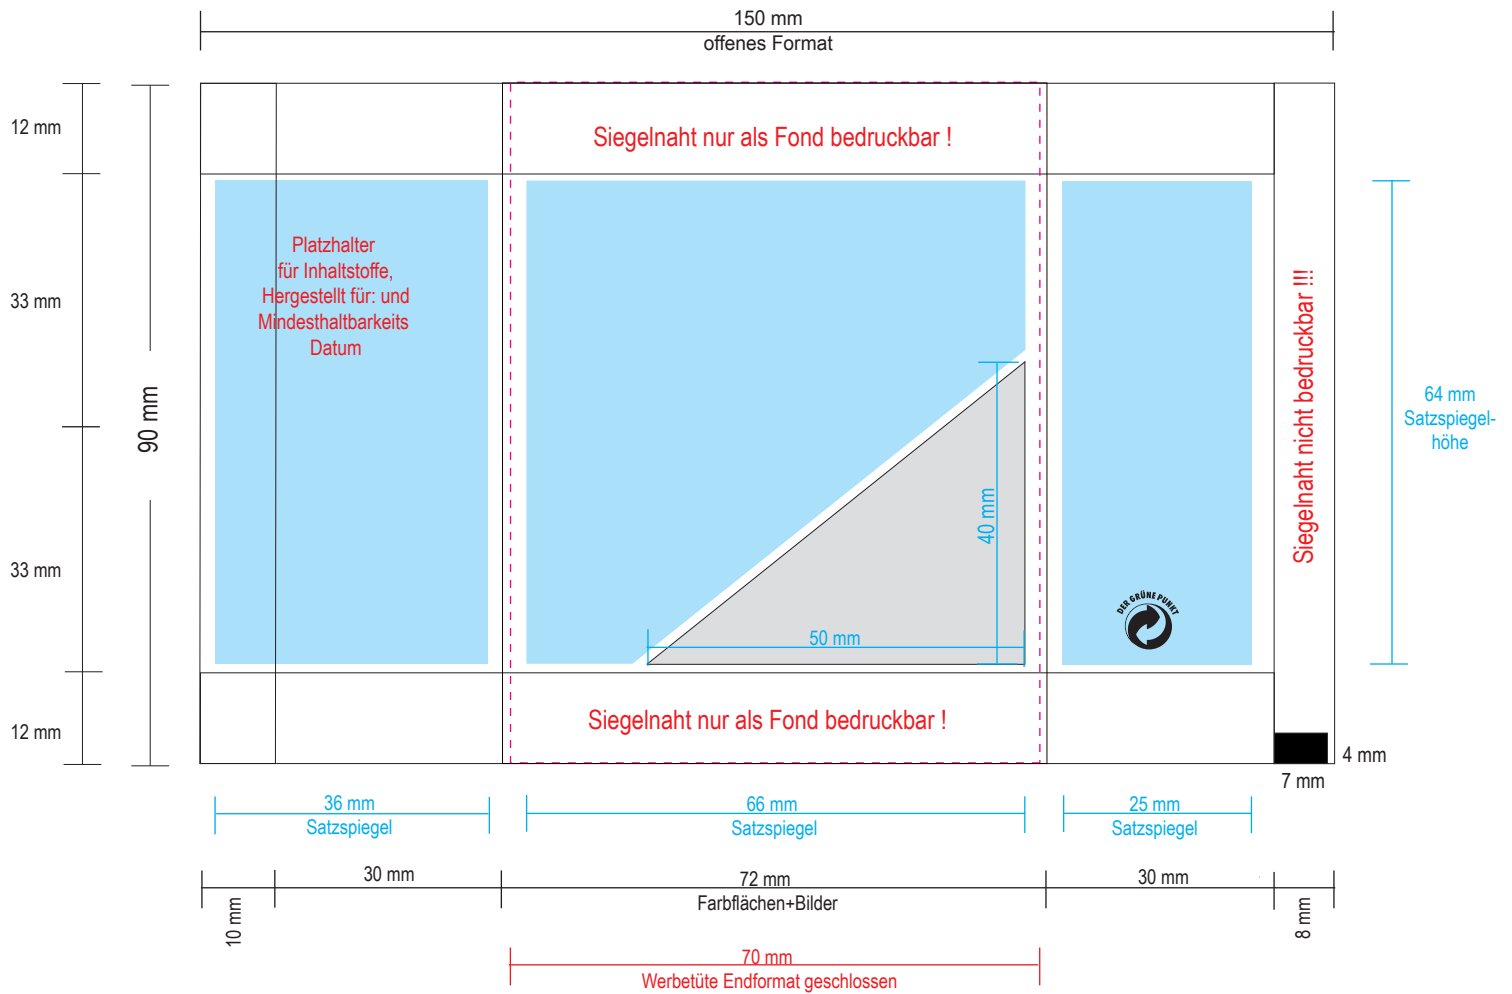 150 mm
offenes Format
12 mm
33 mm
33 mm
12 mm
90 mm
Siegelnaht nur als Fond bedruckbar !
Platzhalter
für Inhaltstoffe,
Hergestellt für: und
Mindesthaltbarkeits
Datum
40 mm
50 mm
DER GRÜNE PUNKT
Siegelnaht nicht bedruckbar !!!
64 mm
Satzspiegel-
höhe
Siegelnaht nur als Fond bedruckbar !
4 mm
7 mm
36 mm
Satzspiegel
66 mm
Satzspiegel
25 mm
Satzspiegel
10 mm
30 mm
72 mm
Farbflächen+Bilder
30 mm
8 mm
70 mm
Werbetüte Endformat geschlossen